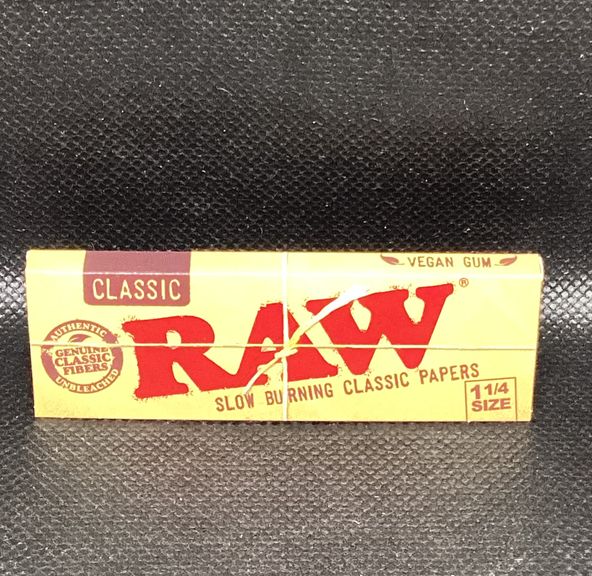 VEGAN GUM
CLASSIC
RAW®
AUTHENTIC
GENUINE
CLASSIC
FIBERS
UNBLEACHED
SLOW BURNING CLASSIC PAPERS
1 1/4
SIZE